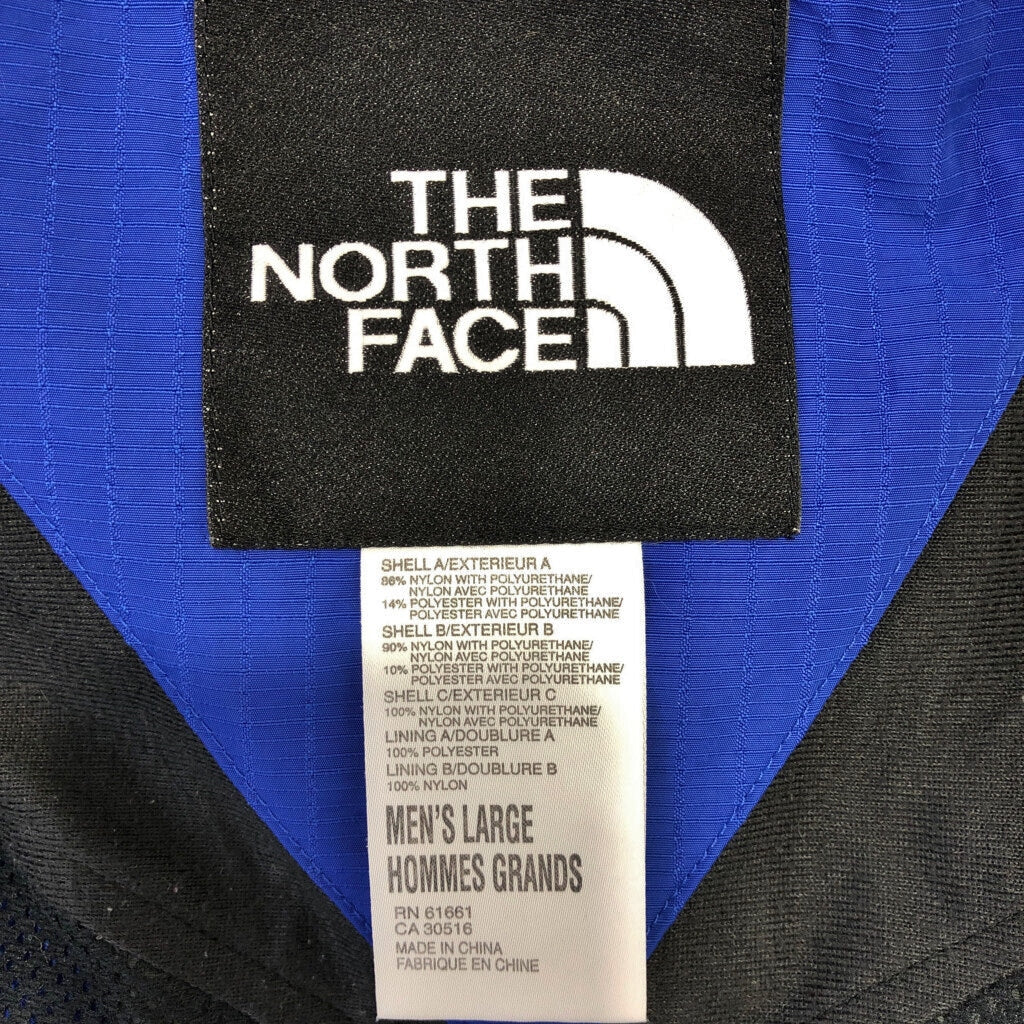 THE
NORTH
FACE
SHELL A/EXTERIEUR A
86% NYLON WITH POLYURETHANE/
NYLON AVEC POLYURETHANE
14% POLYESTER WITH POLYURETHANE/
POLYESTER AVEC POLYURETHANE
SHELL B/EXTERIEUR B
90% NYLON WITH POLYURETHANE/
NYLON AVEC POLYURETHANE
10% POLYESTER WITH POLYURETHANE/
POLYESTER AVEC POLYURETHANE
SHELL C/EXTERIEUR C
100% NYLON WITH POLYURETHANE/
NYLON AVEC POLYURETHANE
LINING A/DOUBLURE A
100% POLYESTER
LINING B/DOUBLURE B
100% NYLON
MEN'S LARGE
HOMMES GRANDS
RN 61661
CA 30516
MADE IN CHINA
FABRIQUE EN CHINE